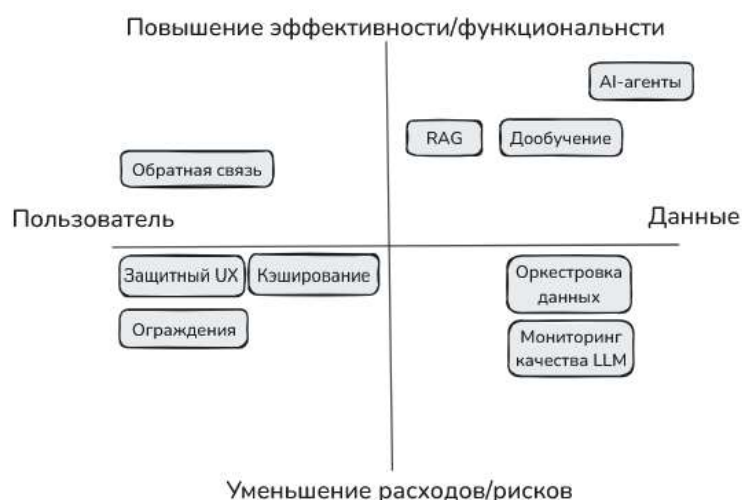 Повышение эффективности/функциональнсти
AI-агенты
RAG
Дообучение
Обратная связь
Пользователь
Данные
Защитный UX
Кэширование
Оркестровка
данных
Ограждения
Мониторинг
качества LLM
Уменьшение расходов/рисков